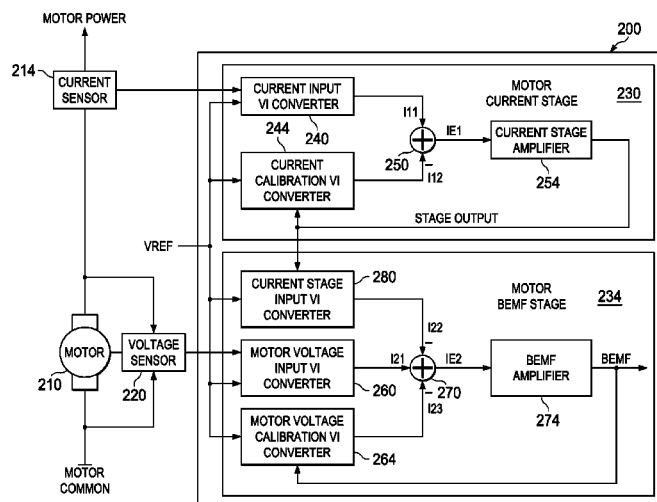 MOTOR POWER
200
214
CURRENT
SENSOR
CURRENT INPUT
VI CONVERTER
240
244
CURRENT
CALIBRATION VI
CONVERTER
I11
250
I12
IE1
MOTOR
CURRENT STAGE
230
CURRENT STAGE
AMPLIFIER
254
STAGE OUTPUT
VREF
280
CURRENT STAGE
INPUT VI
CONVERTER
MOTOR
BEMF STAGE
234
I22
MOTOR
210
VOLTAGE
SENSOR
220
MOTOR VOLTAGE
INPUT VI
CONVERTER
260
I21
IE2
270
I23
BEMF
AMPLIFIER
274
BEMF
MOTOR VOLTAGE
CALIBRATION VI
CONVERTER
264
MOTOR
COMMON